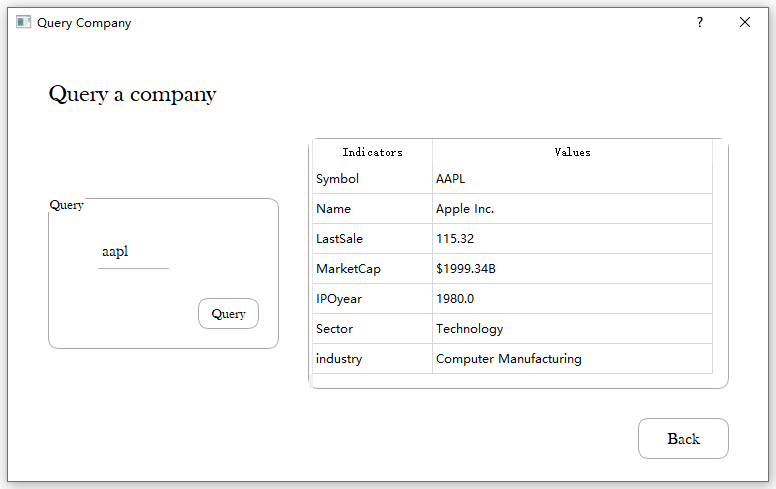 Query Company
?
Query a company
Query
aapl
Query
Indicators Values
Symbol AAPL
Name Apple Inc.
LastSale 115.32
MarketCap $1999.34B
IPOyear 1980.0
Sector Technology
industry Computer Manufacturing
Back